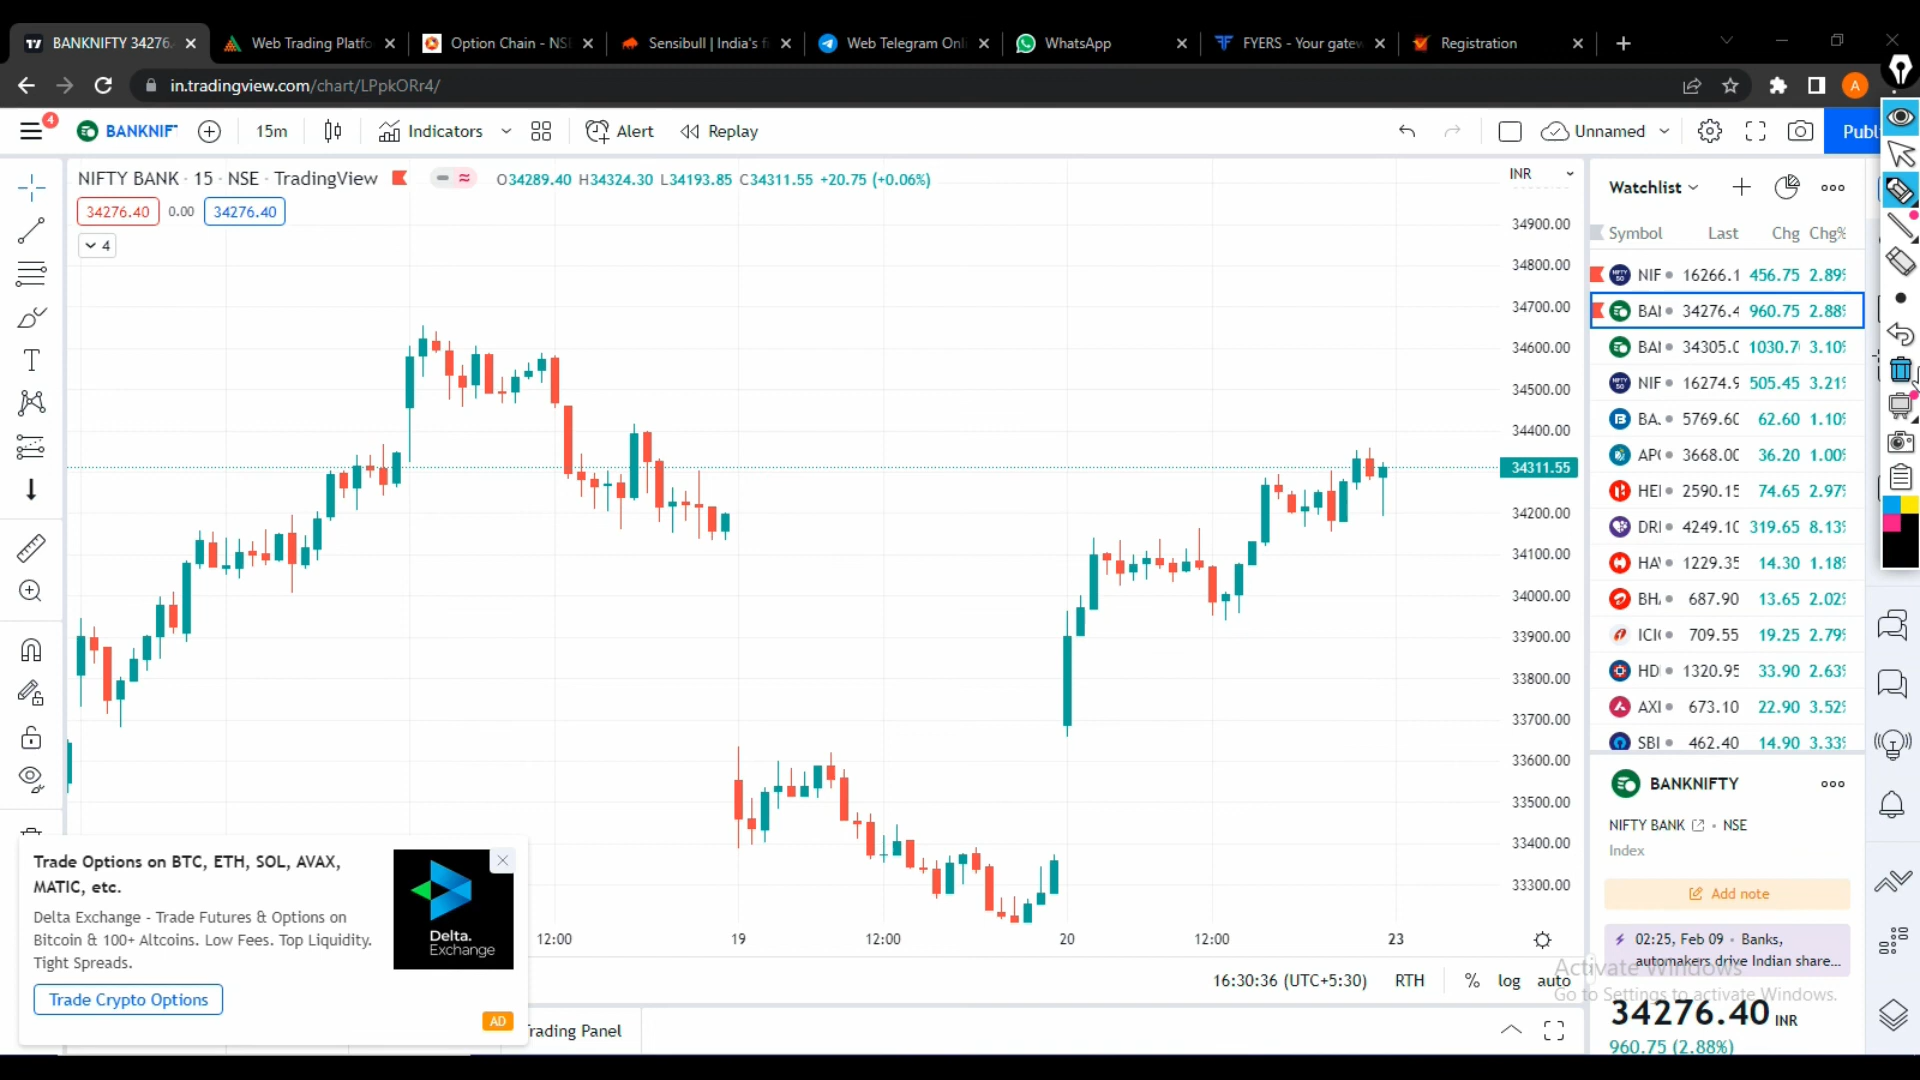 BANKNIFTY 34276.
Web Trading Platfo
Option Chain - NS
Sensibull | India's f
Web Telegram Onli
WhatsApp
FYERS - Your gatew
Registration
in.tradingview.com/chart/LPpkORr4/
A
4
BANKNIF
15m
Indicators
Alert
Replay
Unnamed
Publ
NIFTY BANK · 15 · NSE · TradingView
O34289.40 H34324.30 L34193.85 C34311.55 +20.75 (+0.06%)
INR
34276.40 0.00 34276.40
4
Watchlist
Symbol Last Chg Chg%
NIF 16266.1 456.75 2.89
BAI 34276.4 960.75 2.88
BAI 34305.0 1030.7 3.10
NIF 16274.9 505.45 3.21
BA. 5769.60 62.60 1.10
AP 3668.00 36.20 1.00
HE 2590.15 74.65 2.97
DR 4249.10 319.65 8.13
HA 1229.35 14.30 1.18
BH 687.90 13.65 2.02
ICI 709.55 19.25 2.79
HD 1320.95 33.90 2.63
AXI 673.10 22.90 3.52
SBI 462.40 14.90 3.33
34900.00
34800.00
34700.00
34600.00
34500.00
34400.00
34311.55
34200.00
34100.00
34000.00
33900.00
33800.00
33700.00
33600.00
33500.00
33400.00
33300.00
12:00 19 12:00 20 12:00 23
Trade Options on BTC, ETH, SOL, AVAX,
MATIC, etc.
Delta Exchange - Trade Futures & Options on
Bitcoin & 100+ Altcoins. Low Fees. Top Liquidity.
Tight Spreads.
Trade Crypto Options
Delta.
Exchange
AD
16:30:36 (UTC+5:30) RTH % log auto
rading Panel
BANKNIFTY
NIFTY BANK · NSE
Index
Add note
02:25, Feb 09 · Banks,
automakers drive Indian share...
Activate Windows
Go to Settings to activate Windows.
34276.40 INR
960.75 (2.88%)